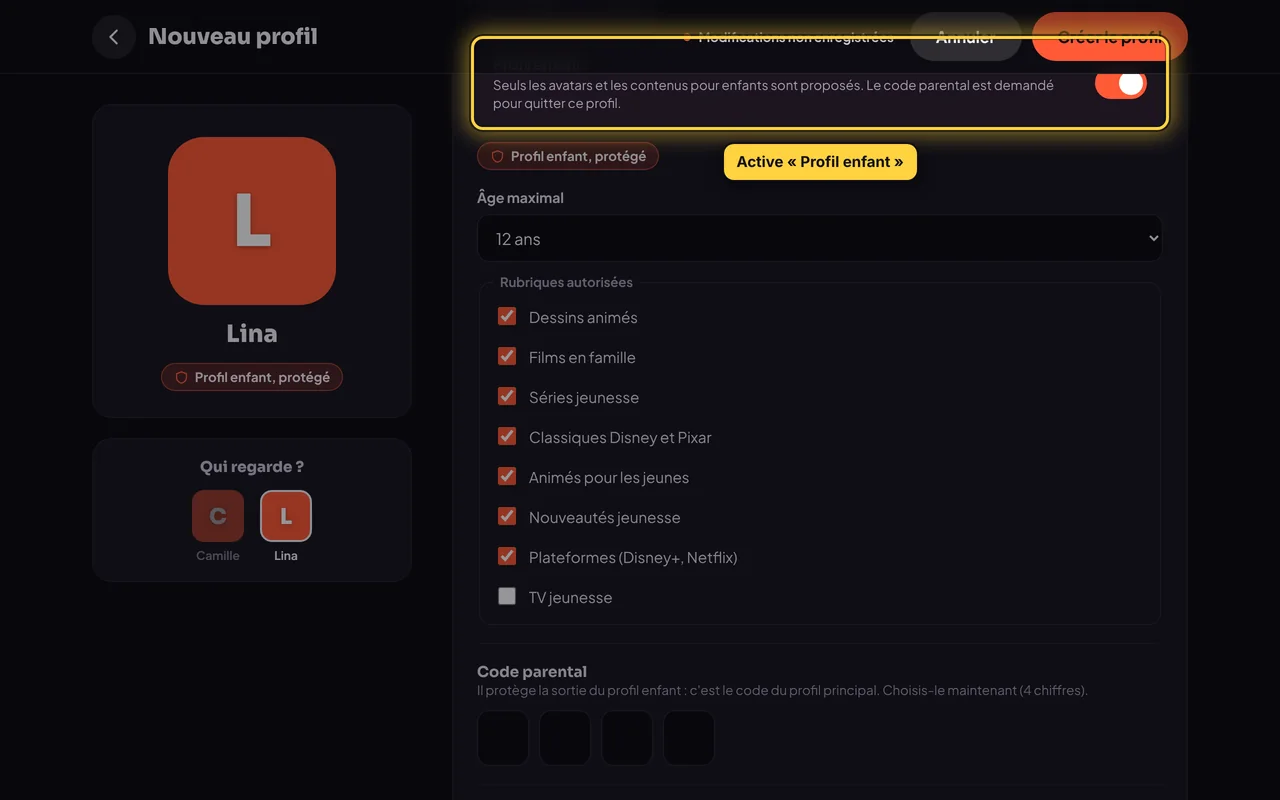 Nouveau profil
Modifications non enregistrées
Annuler
Créer le profil
Seuls les avatars et les contenus pour enfants sont proposés. Le code parental est demandé
pour quitter ce profil.
Profil enfant, protégé
Active « Profil enfant »
L
Lina
Profil enfant, protégé
Qui regarde ?
C
L
Camille
Lina
Âge maximal
12 ans
Rubriques autorisées
Dessins animés
Films en famille
Séries jeunesse
Classiques Disney et Pixar
Animés pour les jeunes
Nouveautés jeunesse
Plateformes (Disney+, Netflix)
TV jeunesse
Code parental
Il protège la sortie du profil enfant : c'est le code du profil principal. Choisis-le maintenant (4 chiffres).